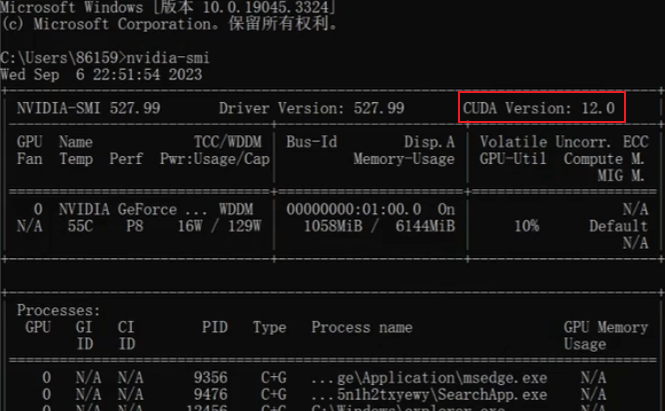 Microsoft Windows [版本 10.0.19045.3324]
(c) Microsoft Corporation。保留所有权利。
C:\Users\86159>nvidia-smi
Wed Sep  6 22:51:54 2023
NVIDIA-SMI 527.99 Driver Version: 527.99 CUDA Version: 12.0
GPU Name TCC/WDDM Bus-Id Disp.A Volatile Uncorr. ECC
Fan Temp Perf Pwr:Usage/Cap Memory-Usage GPU-Util Compute M.
MIG M.
0 NVIDIA GeForce ... WDDM 00000000:01:00.0 On N/A
N/A 55C P8 16W / 129W 1058MiB / 6144MiB 10% Default
N/A
Processes:
GPU GI CI PID Type Process name GPU Memory
ID ID Usage
0 N/A N/A 9356 C+G ...ge\Application\msedge.exe N/A
0 N/A N/A 9476 C+G ...5n1h2txyewy\SearchApp.exe N/A